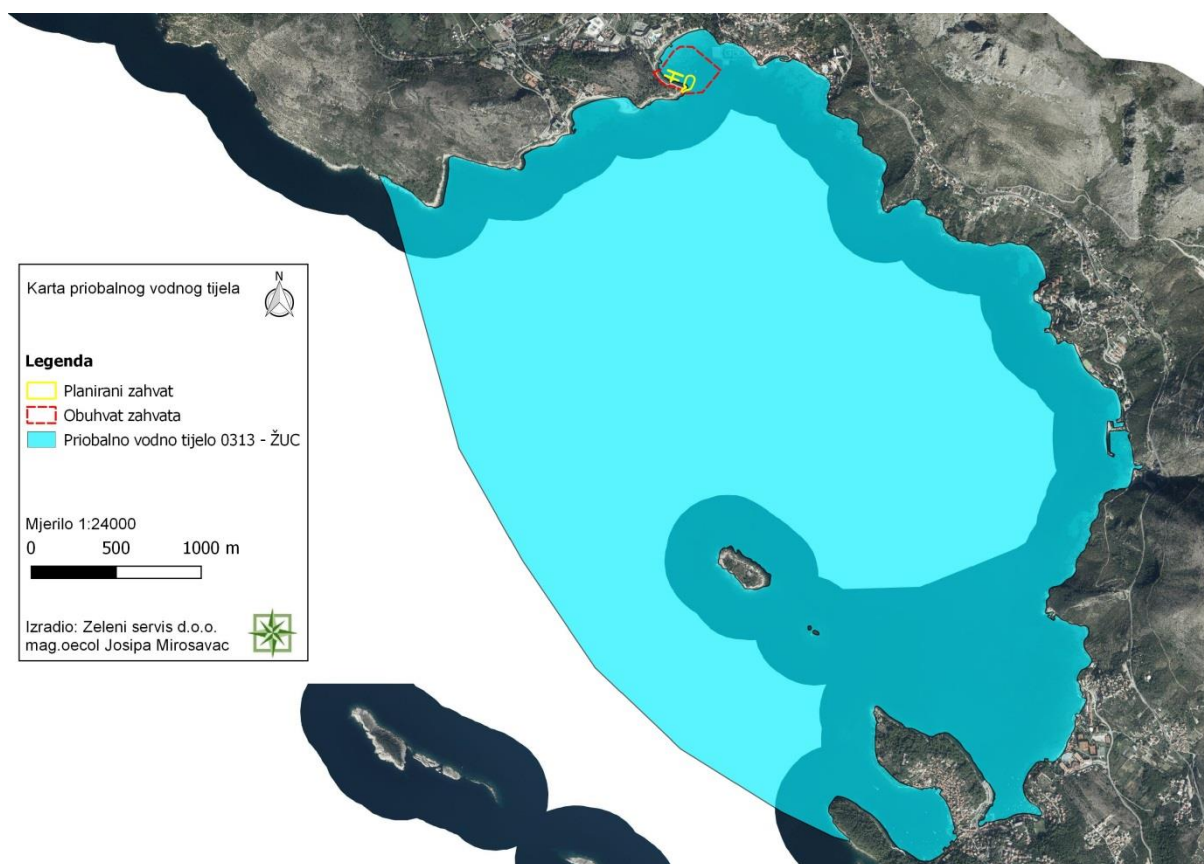 Karta priobalnog vodnog tijela
N
Legenda
Planirani zahvat
Obuhvat zahvata
Priobalno vodno tijelo 0313 - ŽUC
Mjerilo 1:24000
0 500 1000 m
Izradio: Zeleni servis d.o.o.
mag.oecol Josipa Mirosavac